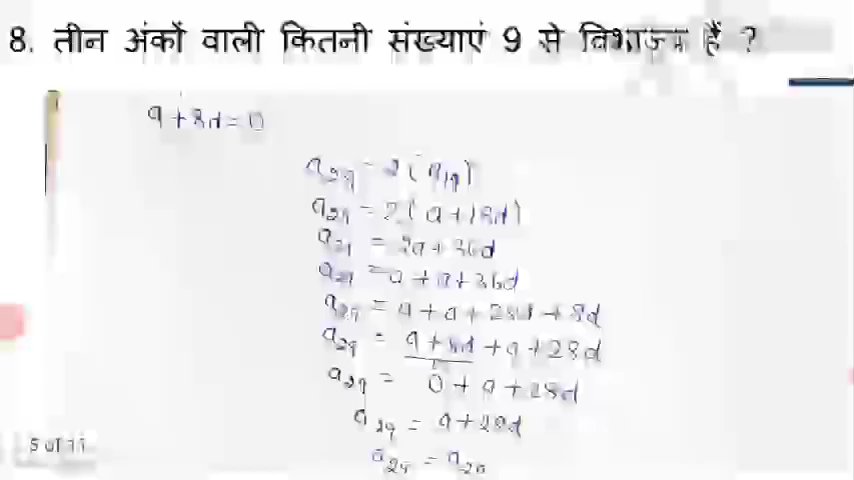 8. तीन अंकों वाली कितनी संख्याएं 9 से विभाज्य हैं ?
a + 8d = 0
a₂₉ = 2(a₁₉)
a₂₉ = 2(a+18d)
a₂₉ = 2a+36d
a₂₉ = a+a+36d
a₂₉ = a+a+28d+8d
a₂₉ = a+8d+a+28d
0
a₂₉ = 0+a+28d
a₂₉ = a+28d
a₂₉ = a₂₉
5 of 11